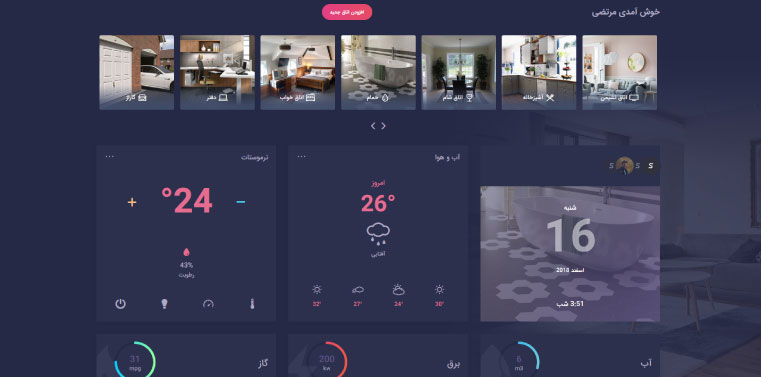 خوش آمدی مرتضی
افزودن اتاق جدید
اتاق نشیمن
آشپزخانه
اتاق شام
حمام
اتاق خواب
دفتر
گاراژ
آب و هوا
...
ترموستات
...
شنبه
16
اسفند 2018
3:51 شب
امروز
26°
آفتابی
30°
24°
27°
32°
−
24°
+
43%
رطوبت
آب
6
m3
برق
200
kw
گاز
31
mpg